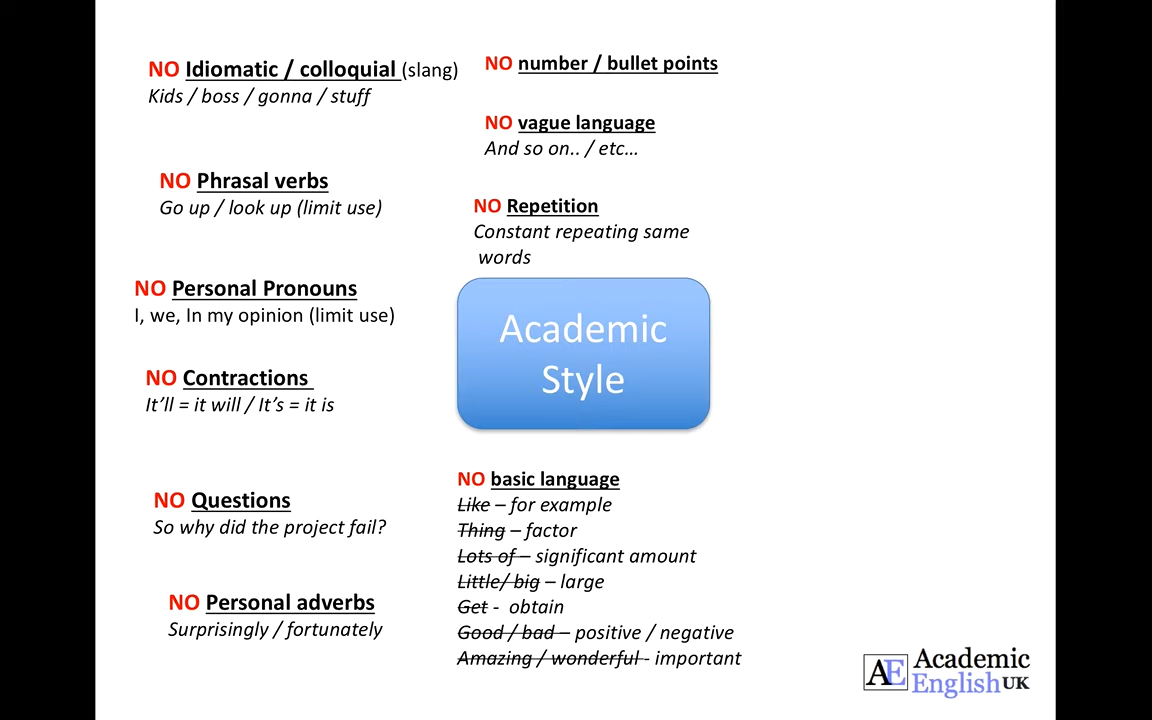 NO Idiomatic / colloquial (slang)
Kids / boss / gonna / stuff
NO Phrasal verbs
Go up / look up (limit use)
NO Personal Pronouns
I, we, In my opinion (limit use)
NO Contractions
It’ll = it will / It’s = it is
NO Questions
So why did the project fail?
NO Personal adverbs
Surprisingly / fortunately
NO number / bullet points
NO vague language
And so on.. / etc…
NO Repetition
Constant repeating same
words
Academic
Style
NO basic language
Like – for example
Thing – factor
Lots of – significant amount
Little/ big – large
Get - obtain
Good / bad – positive / negative
Amazing / wonderful - important
AE Academic
English UK